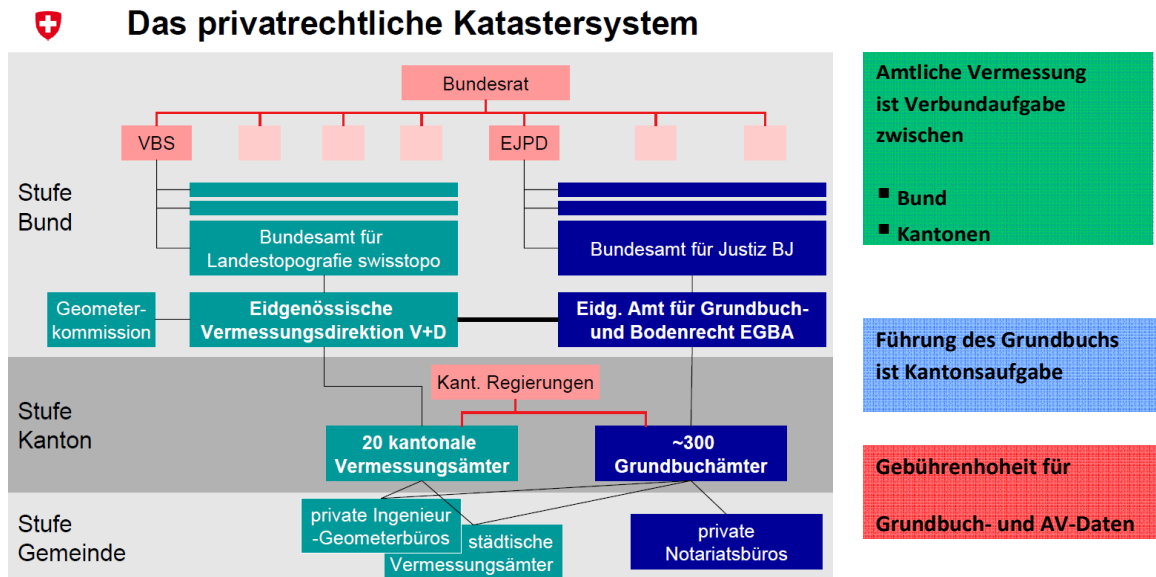 Das privatrechtliche Katastersystem
Bundesrat
VBS
EJPD
Stufe
Bund
Bundesamt für
Landestopografie swisstopo
Bundesamt für Justiz BJ
Geometer-
kommission
Eidgenössische
Vermessungsdirektion V+D
Eidg. Amt für Grundbuch-
und Bodenrecht EGBA
Stufe
Kanton
Kant. Regierungen
20 kantonale
Vermessungsämter
~300
Grundbuchämter
Stufe
Gemeinde
private Ingenieur
-Geometerbüros
städtische
Vermessungsämter
private
Notariatsbüros
Amtliche Vermessung
ist Verbundaufgabe
zwischen
▪ Bund
▪ Kantonen
Führung des Grundbuchs
ist Kantonsaufgabe
Gebührenhoheit für
Grundbuch- und AV-Daten